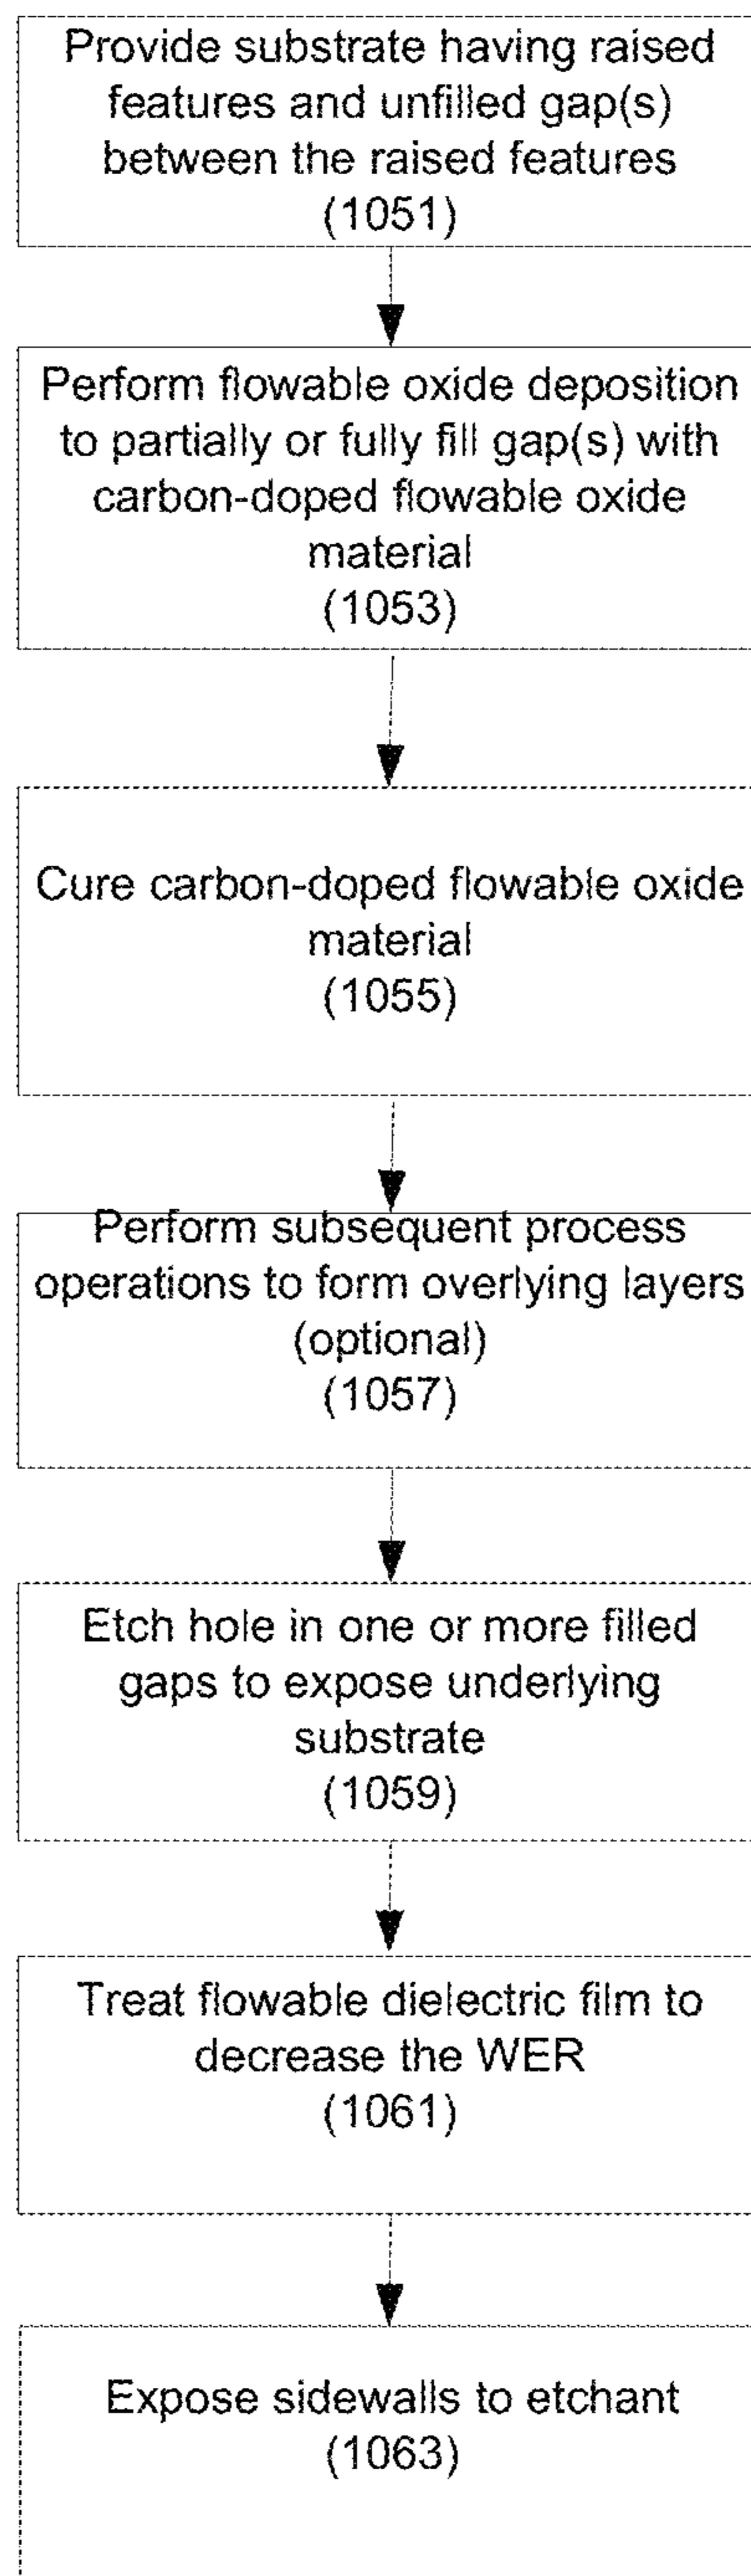 Provide substrate having raised
features and unfilled gap(s)
between the raised features
(1051)
Perform flowable oxide deposition
to partially or fully fill gap(s) with
carbon-doped flowable oxide
material
(1053)
Cure carbon-doped flowable oxide
material
(1055)
Perform subsequent process
operations to form overlying layers
(optional)
(1057)
Etch hole in one or more filled
gaps to expose underlying
substrate
(1059)
Treat flowable dielectric film to
decrease the WER
(1061)
Expose sidewalls to etchant
(1063)